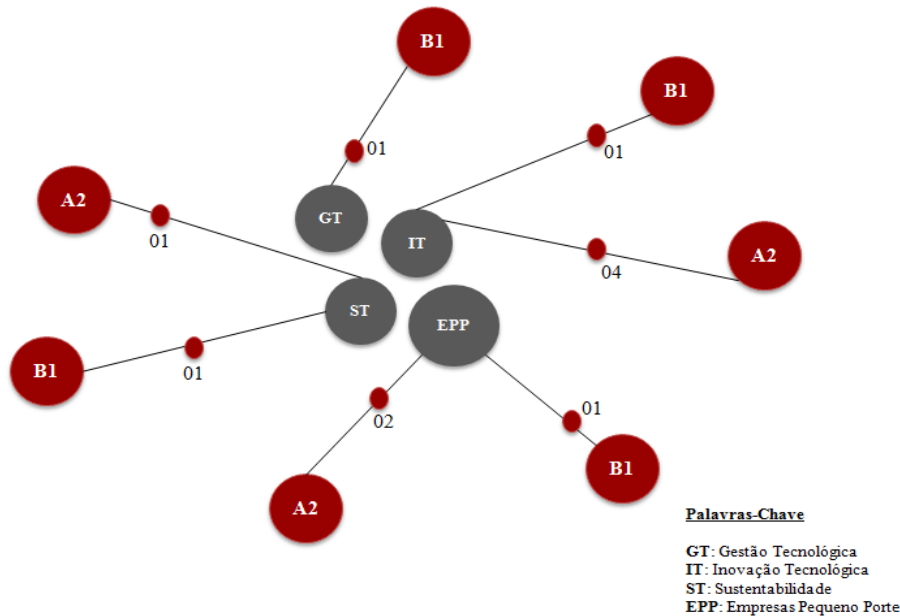 B1
B1
01
01
A2
GT
01
IT
A2
04
ST
EPP
B1
01
02
01
B1
A2
Palavras-Chave
GT: Gestão Tecnológica
IT: Inovação Tecnológica
ST: Sustentabilidade
EPP: Empresas Pequeno Porte